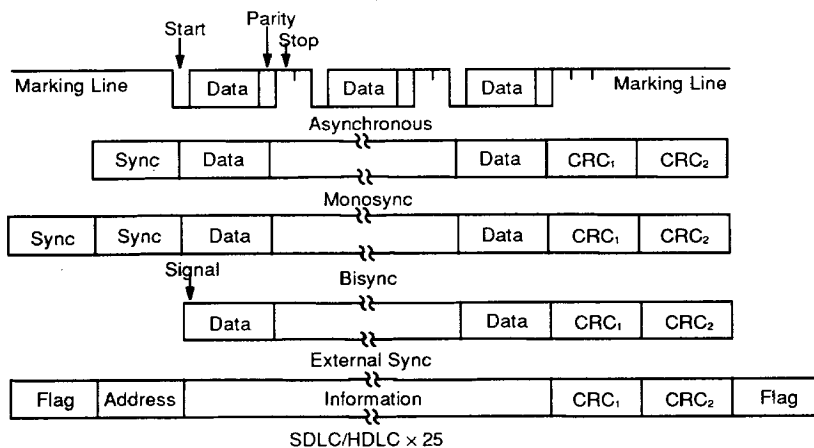 Parity
Start Stop
Marking Line Data Data Data Marking Line
Asynchronous
Sync Data Data CRC₁ CRC₂
Monosync
Sync Sync Data Data CRC₁ CRC₂
Signal Bisync
Data Data CRC₁ CRC₂
External Sync
Flag Address Information CRC₁ CRC₂ Flag
SDLC/HDLC × 25